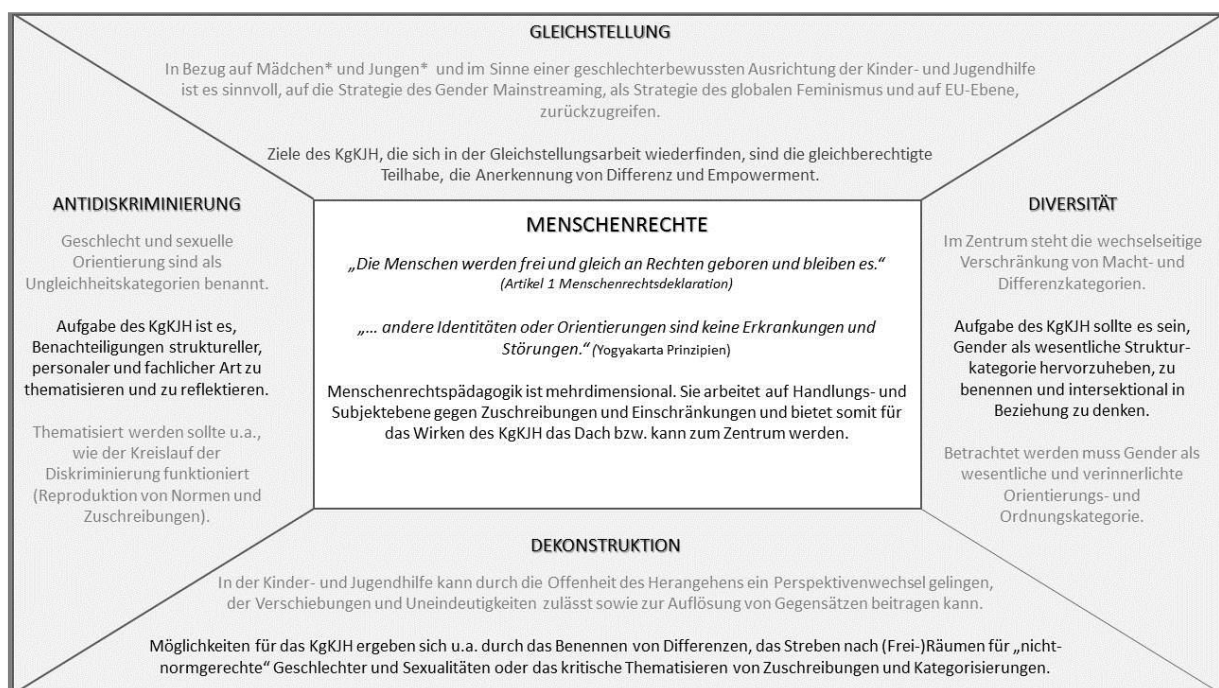 GLEICHSTELLUNG
In Bezug auf Mädchen* und Jungen* und im Sinne einer geschlechterbewussten Ausrichtung der Kinder- und Jugendhilfe
ist es sinnvoll, auf die Strategie des Gender Mainstreaming, als Strategie des globalen Feminismus und auf EU-Ebene,
zurückzugreifen.
Ziele des KgKJH, die sich in der Gleichstellungsarbeit wiederfinden, sind die gleichberechtigte
Teilhabe, die Anerkennung von Differenz und Empowerment.
ANTIDISKRIMINIERUNG
Geschlecht und sexuelle
Orientierung sind als
Ungleichheitskategorien benannt.
Aufgabe des KgKJH ist es,
Benachteiligungen struktureller,
personaler und fachlicher Art zu
thematisieren und zu reflektieren.
Thematisiert werden sollte u.a.,
wie der Kreislauf der
Diskriminierung funktioniert
(Reproduktion von Normen und
Zuschreibungen).
MENSCHENRECHTE
„Die Menschen werden frei und gleich an Rechten geboren und bleiben es.“
(Artikel 1 Menschenrechtsdeklaration)
„... andere Identitäten oder Orientierungen sind keine Erkrankungen und
Störungen.“ (Yogyakarta Prinzipien)
Menschenrechtspädagogik ist mehrdimensional. Sie arbeitet auf Handlungs- und
Subjektebene gegen Zuschreibungen und Einschränkungen und bietet somit für
das Wirken des KgKJH das Dach bzw. kann zum Zentrum werden.
DIVERSITÄT
Im Zentrum steht die wechselseitige
Verschränkung von Macht- und
Differenzkategorien.
Aufgabe des KgKJH sollte es sein,
Gender als wesentliche Struktur-
kategorie hervorzuheben, zu
benennen und intersektional in
Beziehung zu denken.
Betrachtet werden muss Gender als
wesentliche und verinnerlichte
Orientierungs- und
Ordnungskategorie.
DEKONSTRUKTION
In der Kinder- und Jugendhilfe kann durch die Offenheit des Herangehens ein Perspektivenwechsel gelingen,
der Verschiebungen und Uneindeutigkeiten zulässt sowie zur Auflösung von Gegensätzen beitragen kann.
Möglichkeiten für das KgKJH ergeben sich u.a. durch das Benennen von Differenzen, das Streben nach (Frei-)Räumen für „nicht-
normgerechte“ Geschlechter und Sexualitäten oder das kritische Thematisieren von Zuschreibungen und Kategorisierungen.